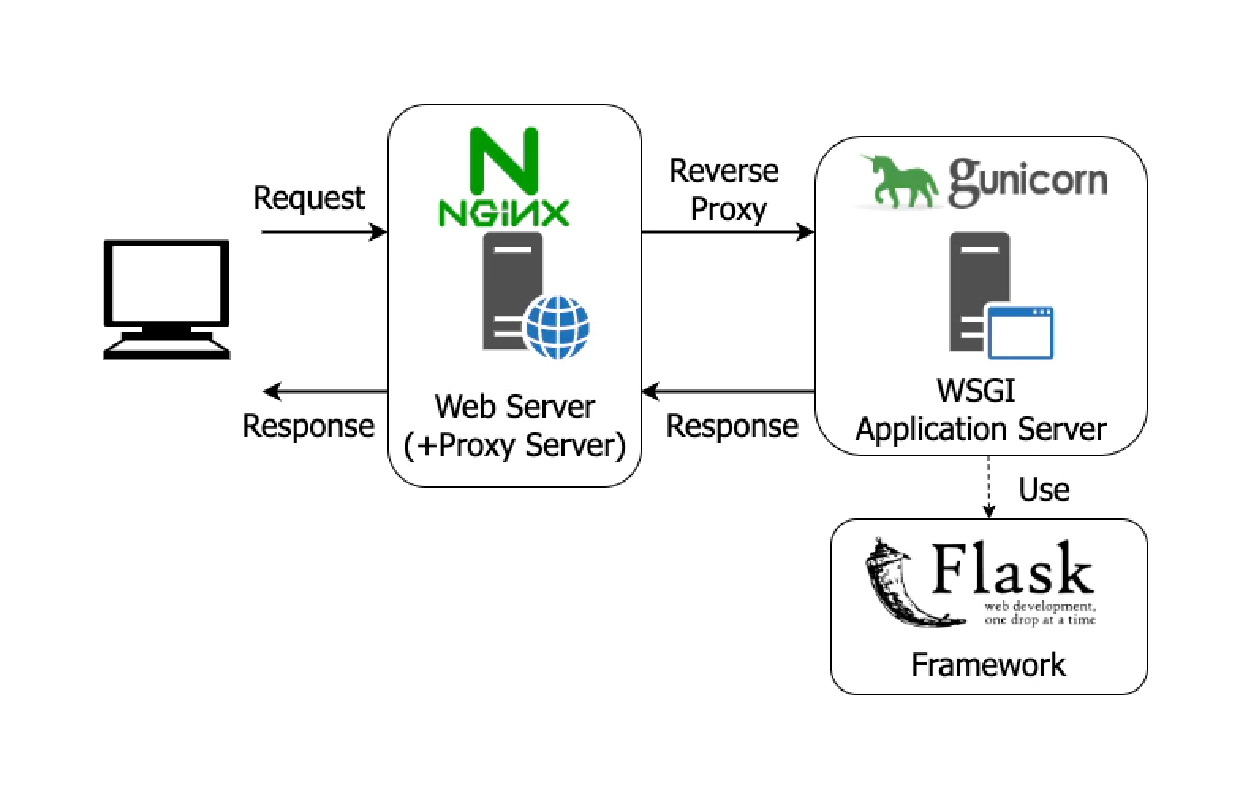 Request
NGINX
Reverse
Proxy
gunicorn
Response
Web Server
(+Proxy Server)
Response
WSGI
Application Server
Use
Flask
web development,
one drop at a time
Framework